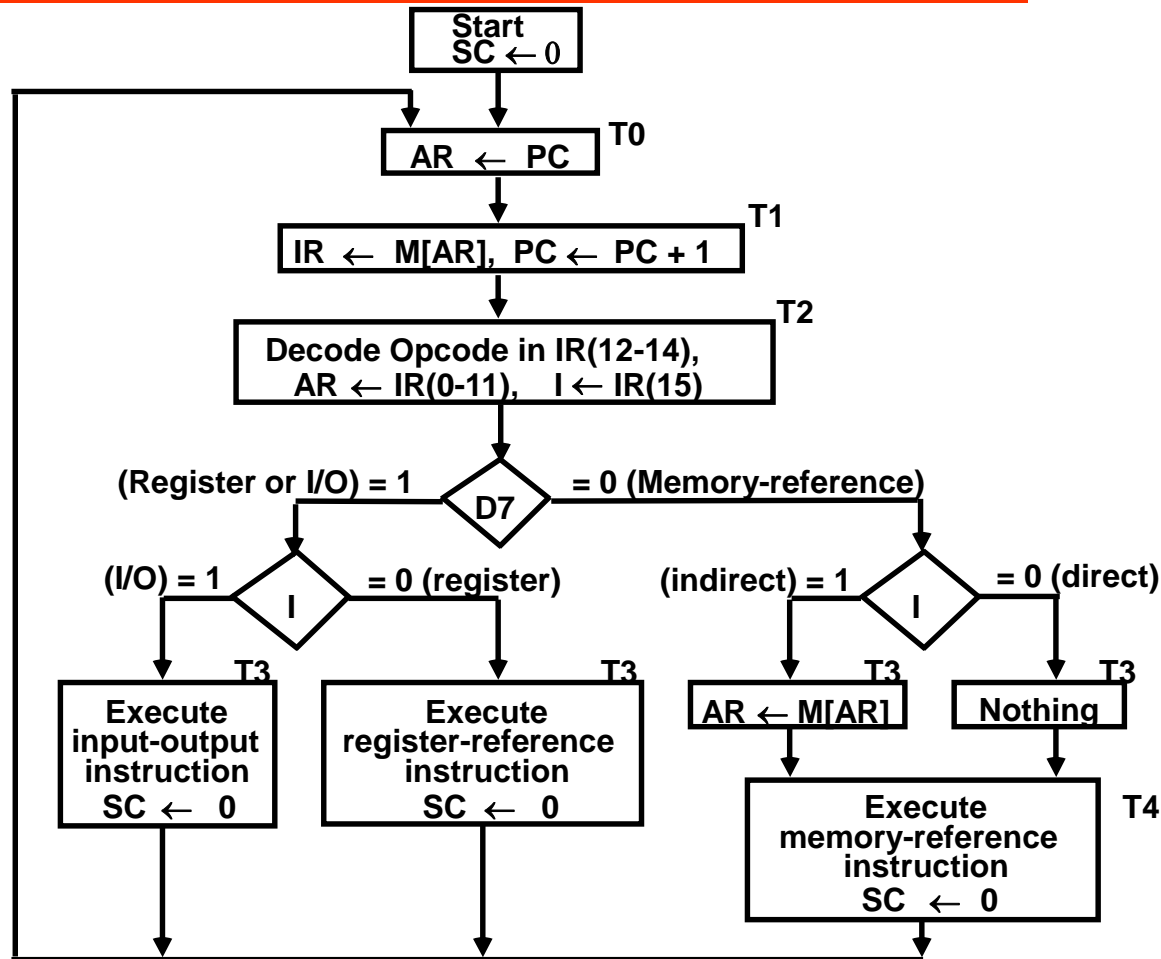 Start
SC ← 0
T0
AR ← PC
T1
IR ← M[AR], PC ← PC + 1
T2
Decode Opcode in IR(12-14),
AR ← IR(0-11), I ← IR(15)
(Register or I/O) = 1
D7
= 0 (Memory-reference)
(I/O) = 1
I
= 0 (register)
(indirect) = 1
I
= 0 (direct)
T3
Execute
input-output
instruction
SC ← 0
T3
Execute
register-reference
instruction
SC ← 0
T3
AR ← M[AR]
T3
Nothing
Execute
memory-reference
instruction
SC ← 0
T4